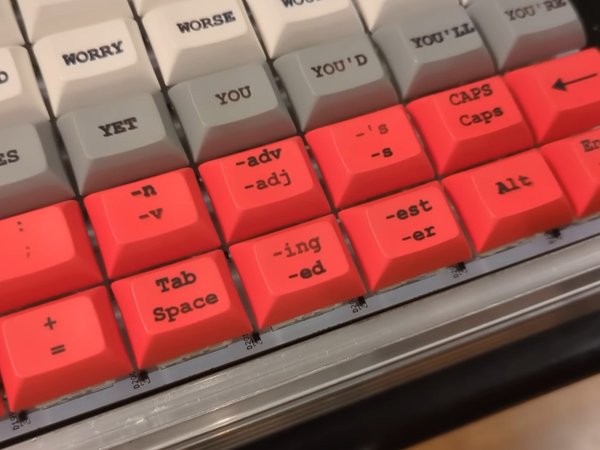 WORRY
WORSE
YET
YOU
YOU'D
YOU'LL
YOU'RE
:
;
-n
-v
-adv
-adj
-'s
-s
CAPS
Caps
←
+
=
Tab
Space
-ing
-ed
-est
-er
Alt